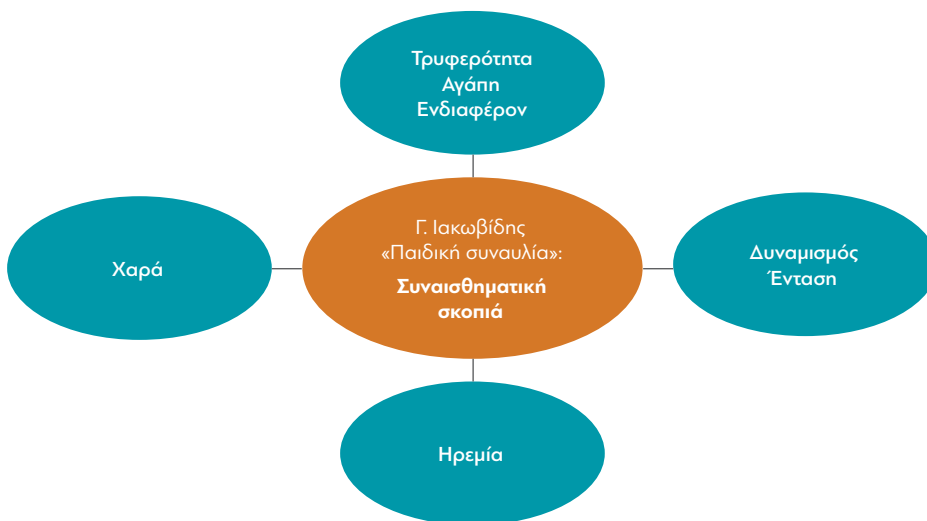 Τρυφερότητα
Αγάπη
Ενδιαφέρον
Χαρά
Γ. Ιακωβίδης
«Παιδική συναυλία»:
Συναισθηματική
σκοπιά
Δυναμισμός
Ένταση
Ηρεμία